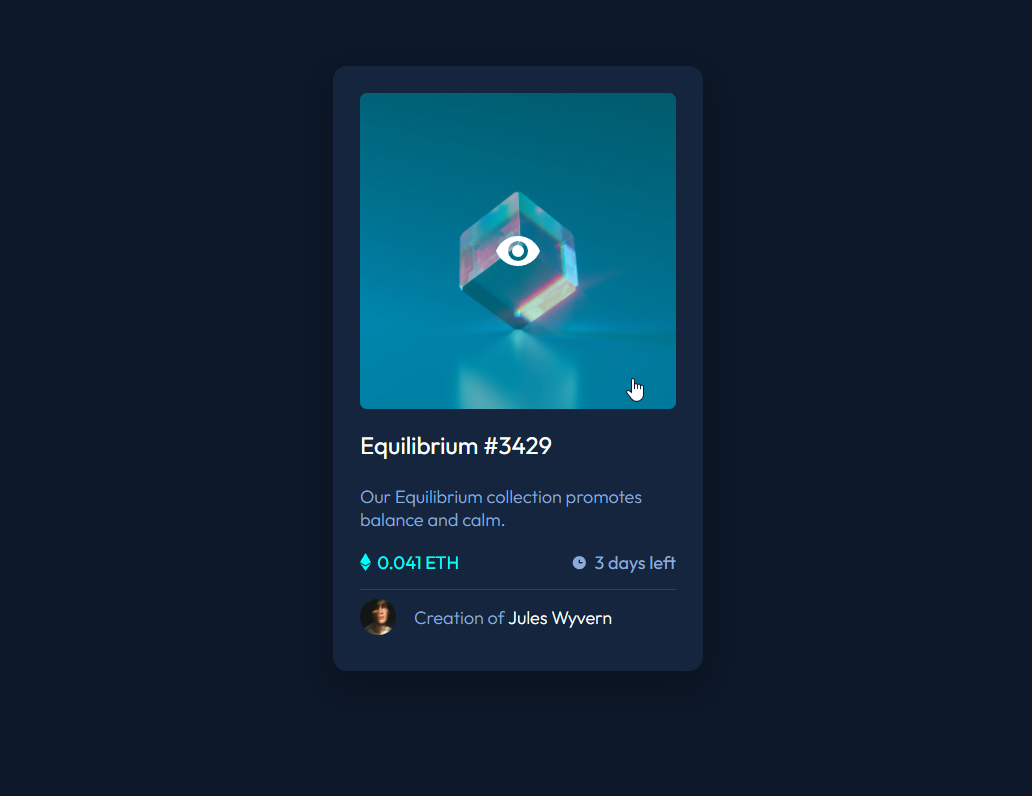 Equilibrium #3429
Our Equilibrium collection promotes
balance and calm.
0.041 ETH
3 days left
Creation of Jules Wyvern